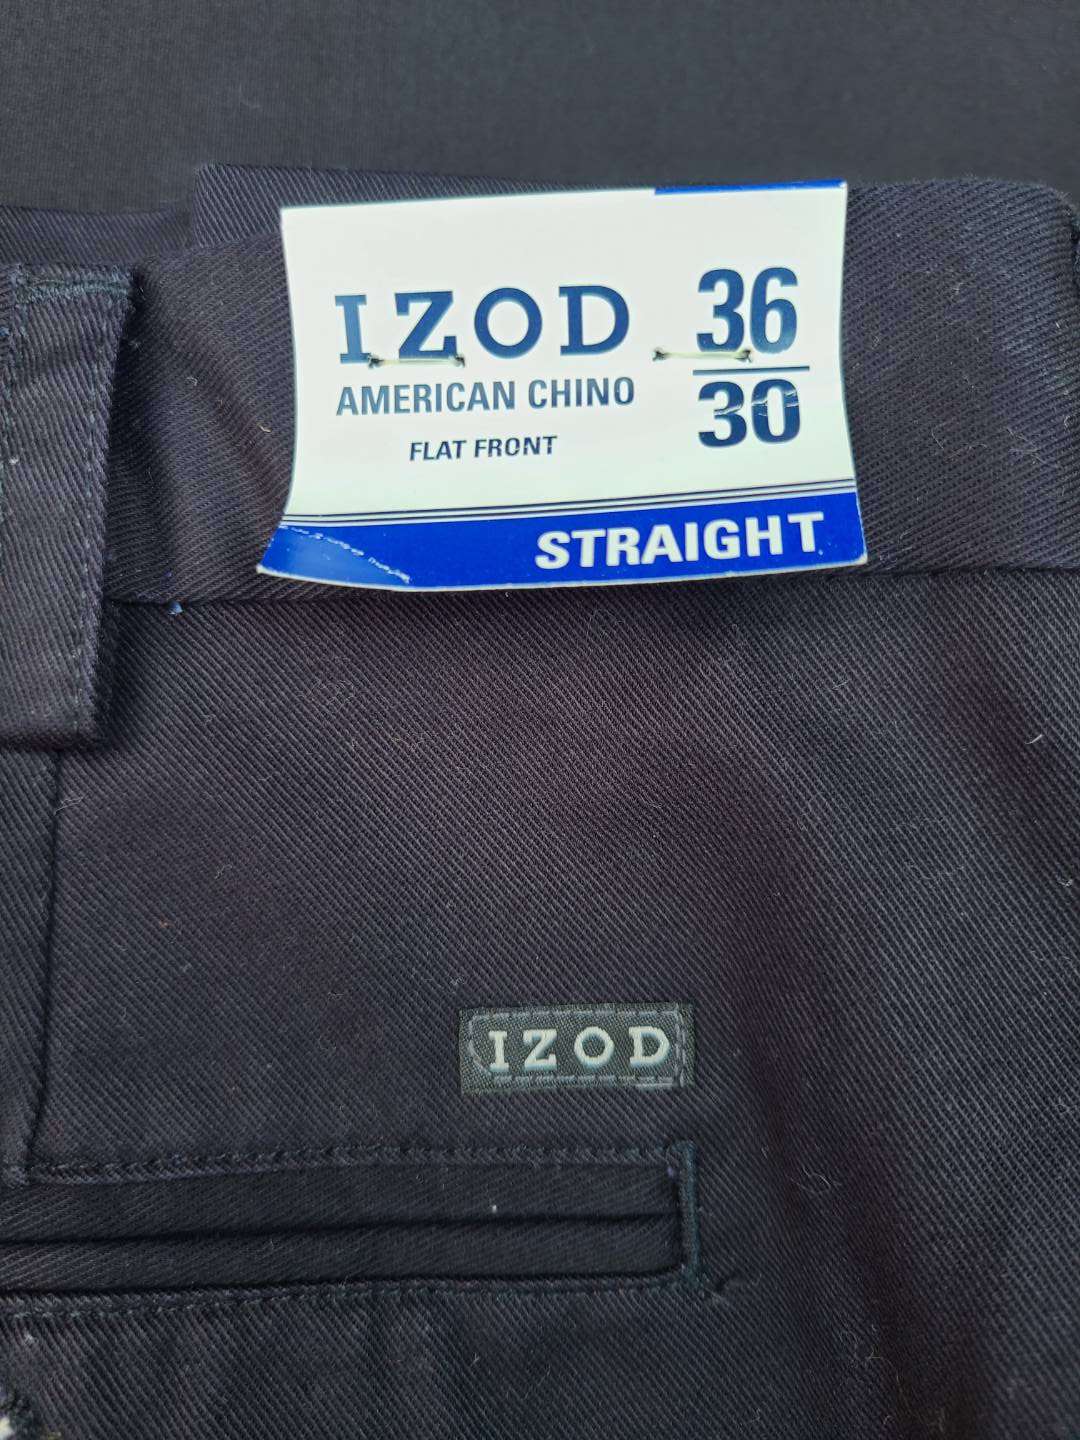 IZOD 36
AMERICAN CHINO 30
FLAT FRONT
STRAIGHT
IZOD